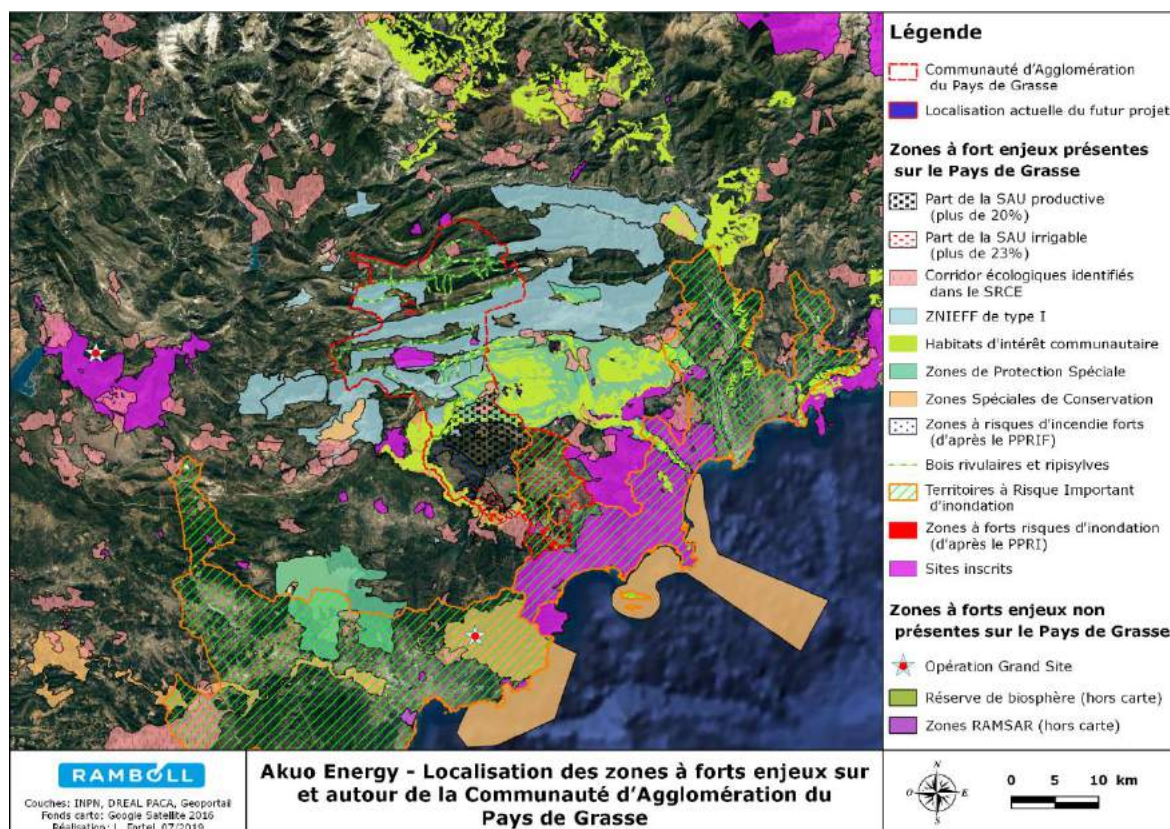 Légende
Communauté d'Agglomération
du Pays de Grasse
Localisation actuelle du futur projet
Zones à fort enjeux présentes
sur le Pays de Grasse
Part de la SAU productive
(plus de 20%)
Part de la SAU irrigable
(plus de 23%)
Corridor écologiques identifiés
dans le SRCE
ZNIEFF de type I
Habitats d'intérêt communautaire
Zones de Protection Spéciale
Zones Spéciales de Conservation
Zones à risques d'incendie forts
(d'après le PPRIF)
Bois rivulaires et ripisylves
Territoires à Risque Important
d'inondation
Zones à forts risques d'inondation
(d'après le PPRI)
Sites inscrits
Zones à forts enjeux non
présentes sur le Pays de Grasse
Opération Grand Site
Réserve de biosphère (hors carte)
Zones RAMSAR (hors carte)
RAMBOLL
Couches: INPN, DREAL PACA, Geoportail
Fonds carto: Google Satellite 2016
Réalisation: L. Fortel 07/2019
Akuo Energy - Localisation des zones à forts enjeux sur
et autour de la Communauté d'Agglomération du
Pays de Grasse
N
O E
S
0 5 10 km